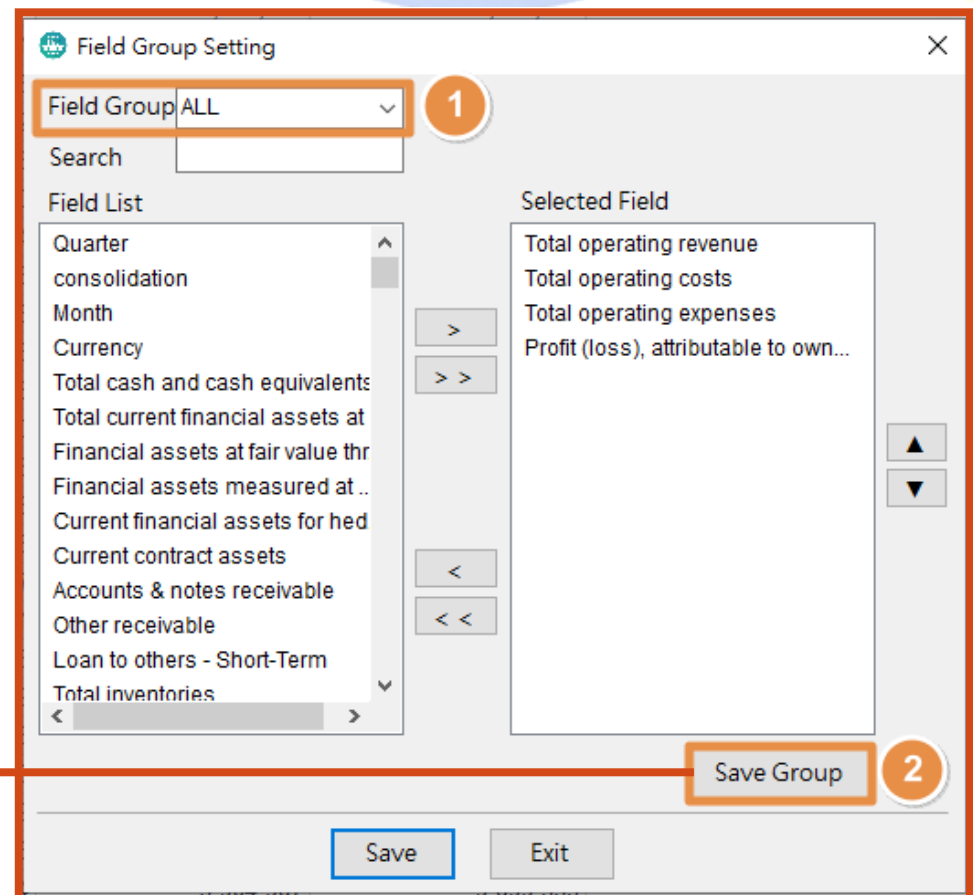 Field Group Setting
Field Group ALL
1
Search
Field List
Selected Field
Quarter
consolidation
Month
Currency
Total cash and cash equivalents
Total current financial assets at
Financial assets at fair value thr
Financial assets measured at ..
Current financial assets for hed
Current contract assets
Accounts & notes receivable
Other receivable
Loan to others - Short-Term
Total inventories
>
> >
<
< <
Total operating revenue
Total operating costs
Total operating expenses
Profit (loss), attributable to own...
▲
▼
Save Group
2
Save
Exit